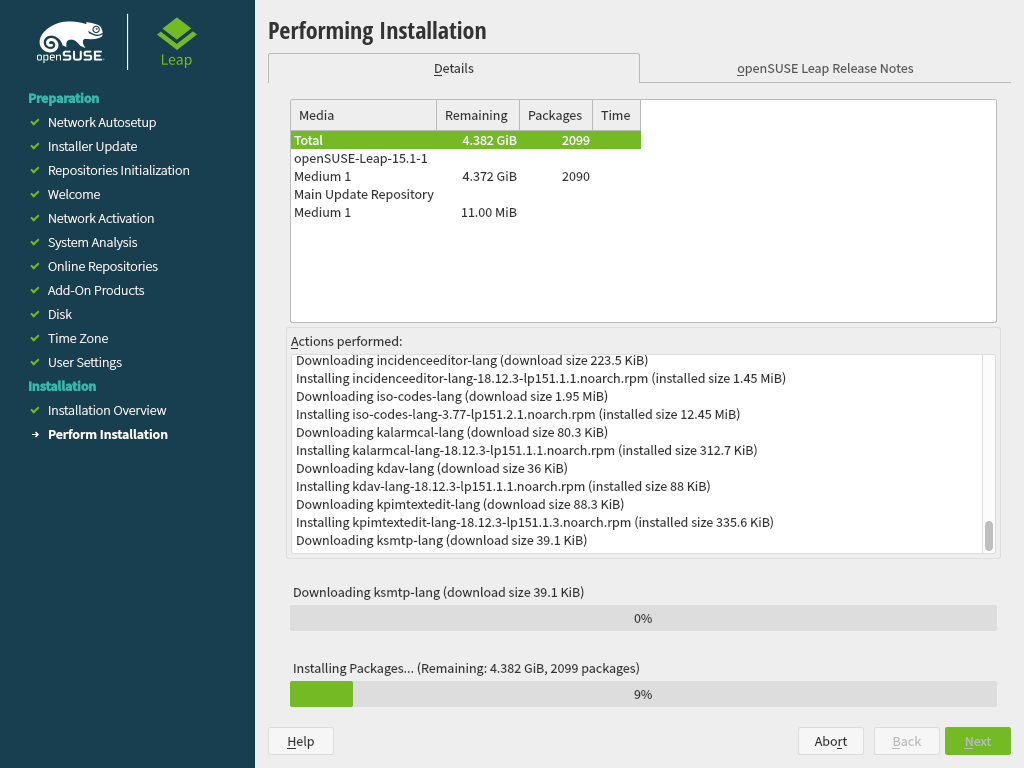 openSUSE
Leap
Preparation
Network Autosetup
Installer Update
Repositories Initialization
Welcome
Network Activation
System Analysis
Online Repositories
Add-On Products
Disk
Time Zone
User Settings
Installation
Installation Overview
Perform Installation
Performing Installation
Details
openSUSE Leap Release Notes
Media Remaining Packages Time
Total 4.382 GiB 2099
openSUSE-Leap-15.1-1
Medium 1 4.372 GiB 2090
Main Update Repository
Medium 1 11.00 MiB
Actions performed:
Downloading incidenceeditor-lang (download size 223.5 KiB)
Installing incidenceeditor-lang-18.12.3-lp151.1.1.noarch.rpm (installed size 1.45 MiB)
Downloading iso-codes-lang (download size 1.95 MiB)
Installing iso-codes-lang-3.77-lp151.2.1.noarch.rpm (installed size 12.45 MiB)
Downloading kalarmcal-lang (download size 80.3 KiB)
Installing kalarmcal-lang-18.12.3-lp151.1.1.noarch.rpm (installed size 312.7 KiB)
Downloading kdav-lang (download size 36 KiB)
Installing kdav-lang-18.12.3-lp151.1.1.noarch.rpm (installed size 88 KiB)
Downloading kpimtextedit-lang (download size 88.3 KiB)
Installing kpimtextedit-lang-18.12.3-lp151.1.3.noarch.rpm (installed size 335.6 KiB)
Downloading ksmtp-lang (download size 39.1 KiB)
Downloading ksmtp-lang (download size 39.1 KiB)
0%
Installing Packages... (Remaining: 4.382 GiB, 2099 packages)
9%
Help
Abort
Back
Next